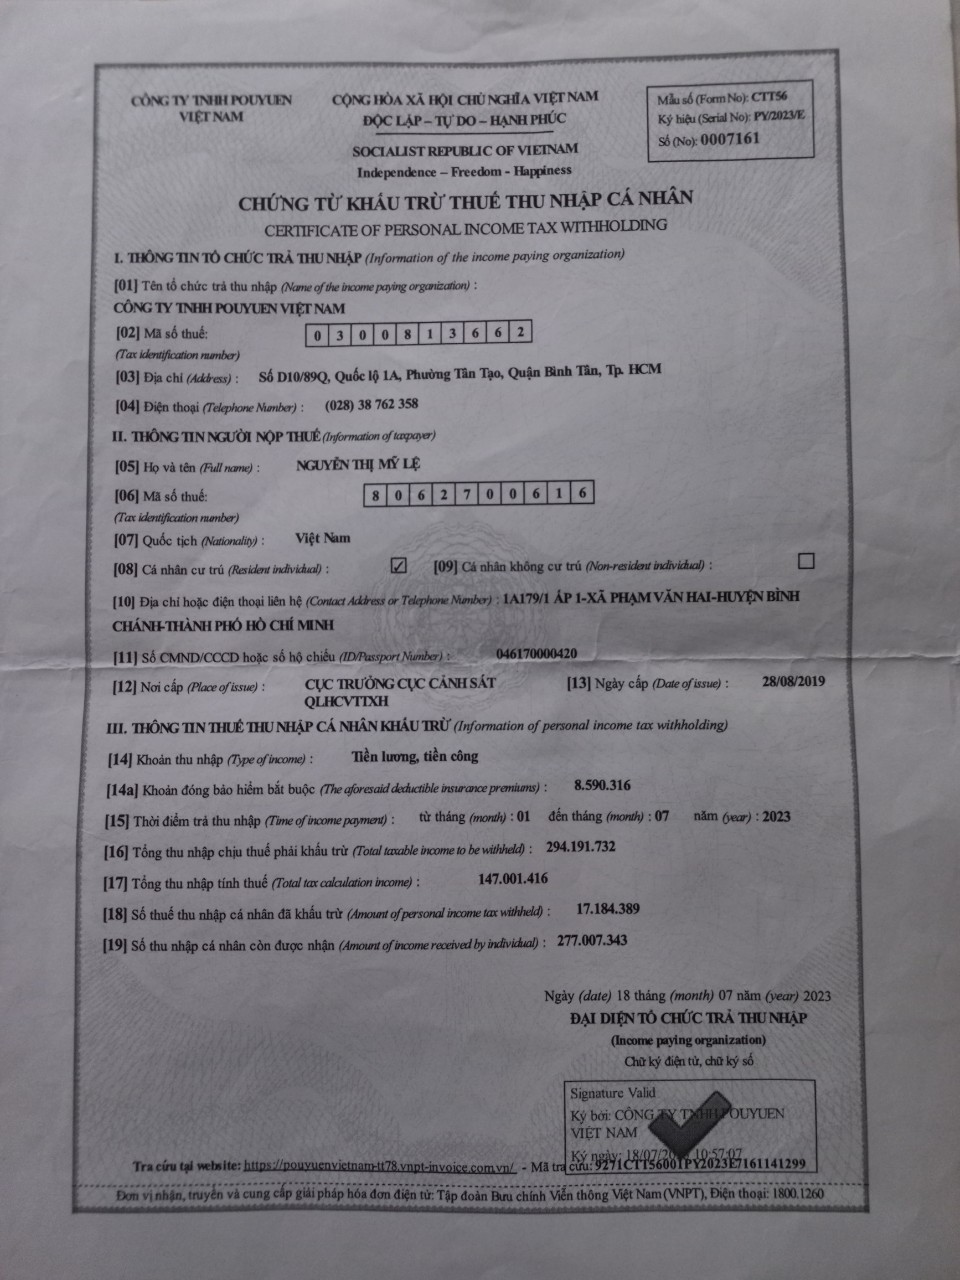 CÔNG TY TNHH POUYUEN
VIỆT NAM
CỘNG HÒA XÃ HỘI CHỦ NGHĨA VIỆT NAM
ĐỘC LẬP – TỰ DO – HẠNH PHÚC
SOCIALIST REPUBLIC OF VIETNAM
Independence – Freedom - Happiness
Mẫu số (Form No): CTT56
Ký hiệu (Serial No): PY/2023/E
Số (No): 0007161
CHỨNG TỪ KHẤU TRỪ THUẾ THU NHẬP CÁ NHÂN
CERTIFICATE OF PERSONAL INCOME TAX WITHHOLDING
I. THÔNG TIN TỔ CHỨC TRẢ THU NHẬP (Information of the income paying organization)
[01] Tên tổ chức trả thu nhập (Name of the income paying organization) :
CÔNG TY TNHH POUYUEN VIỆT NAM
[02] Mã số thuế: 0 3 0 0 8 1 3 6 6 2
(Tax identification number)
[03] Địa chỉ (Address) : Số D10/89Q, Quốc lộ 1A, Phường Tân Tạo, Quận Bình Tân, Tp. HCM
[04] Điện thoại (Telephone Number) : (028) 38 762 358
II. THÔNG TIN NGƯỜI NỘP THUẾ (Information of taxpayer)
[05] Họ và tên (Full name) : NGUYỄN THỊ MỸ LỆ
[06] Mã số thuế: 8 0 6 2 7 0 0 6 1 6
(Tax identification number)
[07] Quốc tịch (Nationality) : Việt Nam
[08] Cá nhân cư trú (Resident individual) : ☑ [09] Cá nhân không cư trú (Non-resident individual) : ☐
[10] Địa chỉ hoặc điện thoại liên hệ (Contact Address or Telephone Number) : 1A179/1 ẤP 1-XÃ PHẠM VĂN HAI-HUYỆN BÌNH
CHÁNH-THÀNH PHÓ HÒ CHÍ MINH
[11] Số CMND/CCCD hoặc số hộ chiếu (ID/Passport Number) : 046170000420
[12] Nơi cấp (Place of issue) : CỤC TRƯỞNG CỤC CẢNH SÁT [13] Ngày cấp (Date of issue) : 28/08/2019
QLHCVTTXH
III. THÔNG TIN THUẾ THU NHẬP CÁ NHÂN KHẤU TRỪ (Information of personal income tax withholding)
[14] Khoản thu nhập (Type of income) : Tiền lương, tiền công
[14a] Khoản đóng bảo hiểm bắt buộc (The aforesaid deductible insurance premiums) : 8.590.316
[15] Thời điểm trả thu nhập (Time of income payment) : từ tháng (month) : 01 đến tháng (month) : 07 năm (year) : 2023
[16] Tổng thu nhập chịu thuế phải khấu trừ (Total taxable income to be withheld) : 294.191.732
[17] Tổng thu nhập tính thuế (Total tax calculation income) : 147.001.416
[18] Số thuế thu nhập cá nhân đã khấu trừ (Amount of personal income tax withheld) : 17.184.389
[19] Số thu nhập cá nhân còn được nhận (Amount of income received by individual) : 277.007.343
Ngày (date) 18 tháng (month) 07 năm (year) 2023
ĐẠI DIỆN TỔ CHỨC TRẢ THU NHẬP
(Income paying organization)
Chữ ký điện tử, chữ ký số
Signature Valid
Ký bởi: CÔNG TY TNHH POUYUEN
VIỆT NAM
Ký ngày: 18/07/2023 10:57:07
Tra cứu tại website: https://pouyuenvietnam-tt78.vnpt-invoice.com.vn/ - Mã tra cứu: 9271CTT56001PY2023E7161141299
Đơn vị nhận, truyền và cung cấp giải pháp hóa đơn điện tử: Tập đoàn Bưu chính Viễn thông Việt Nam (VNPT), Điện thoại: 1800.1260